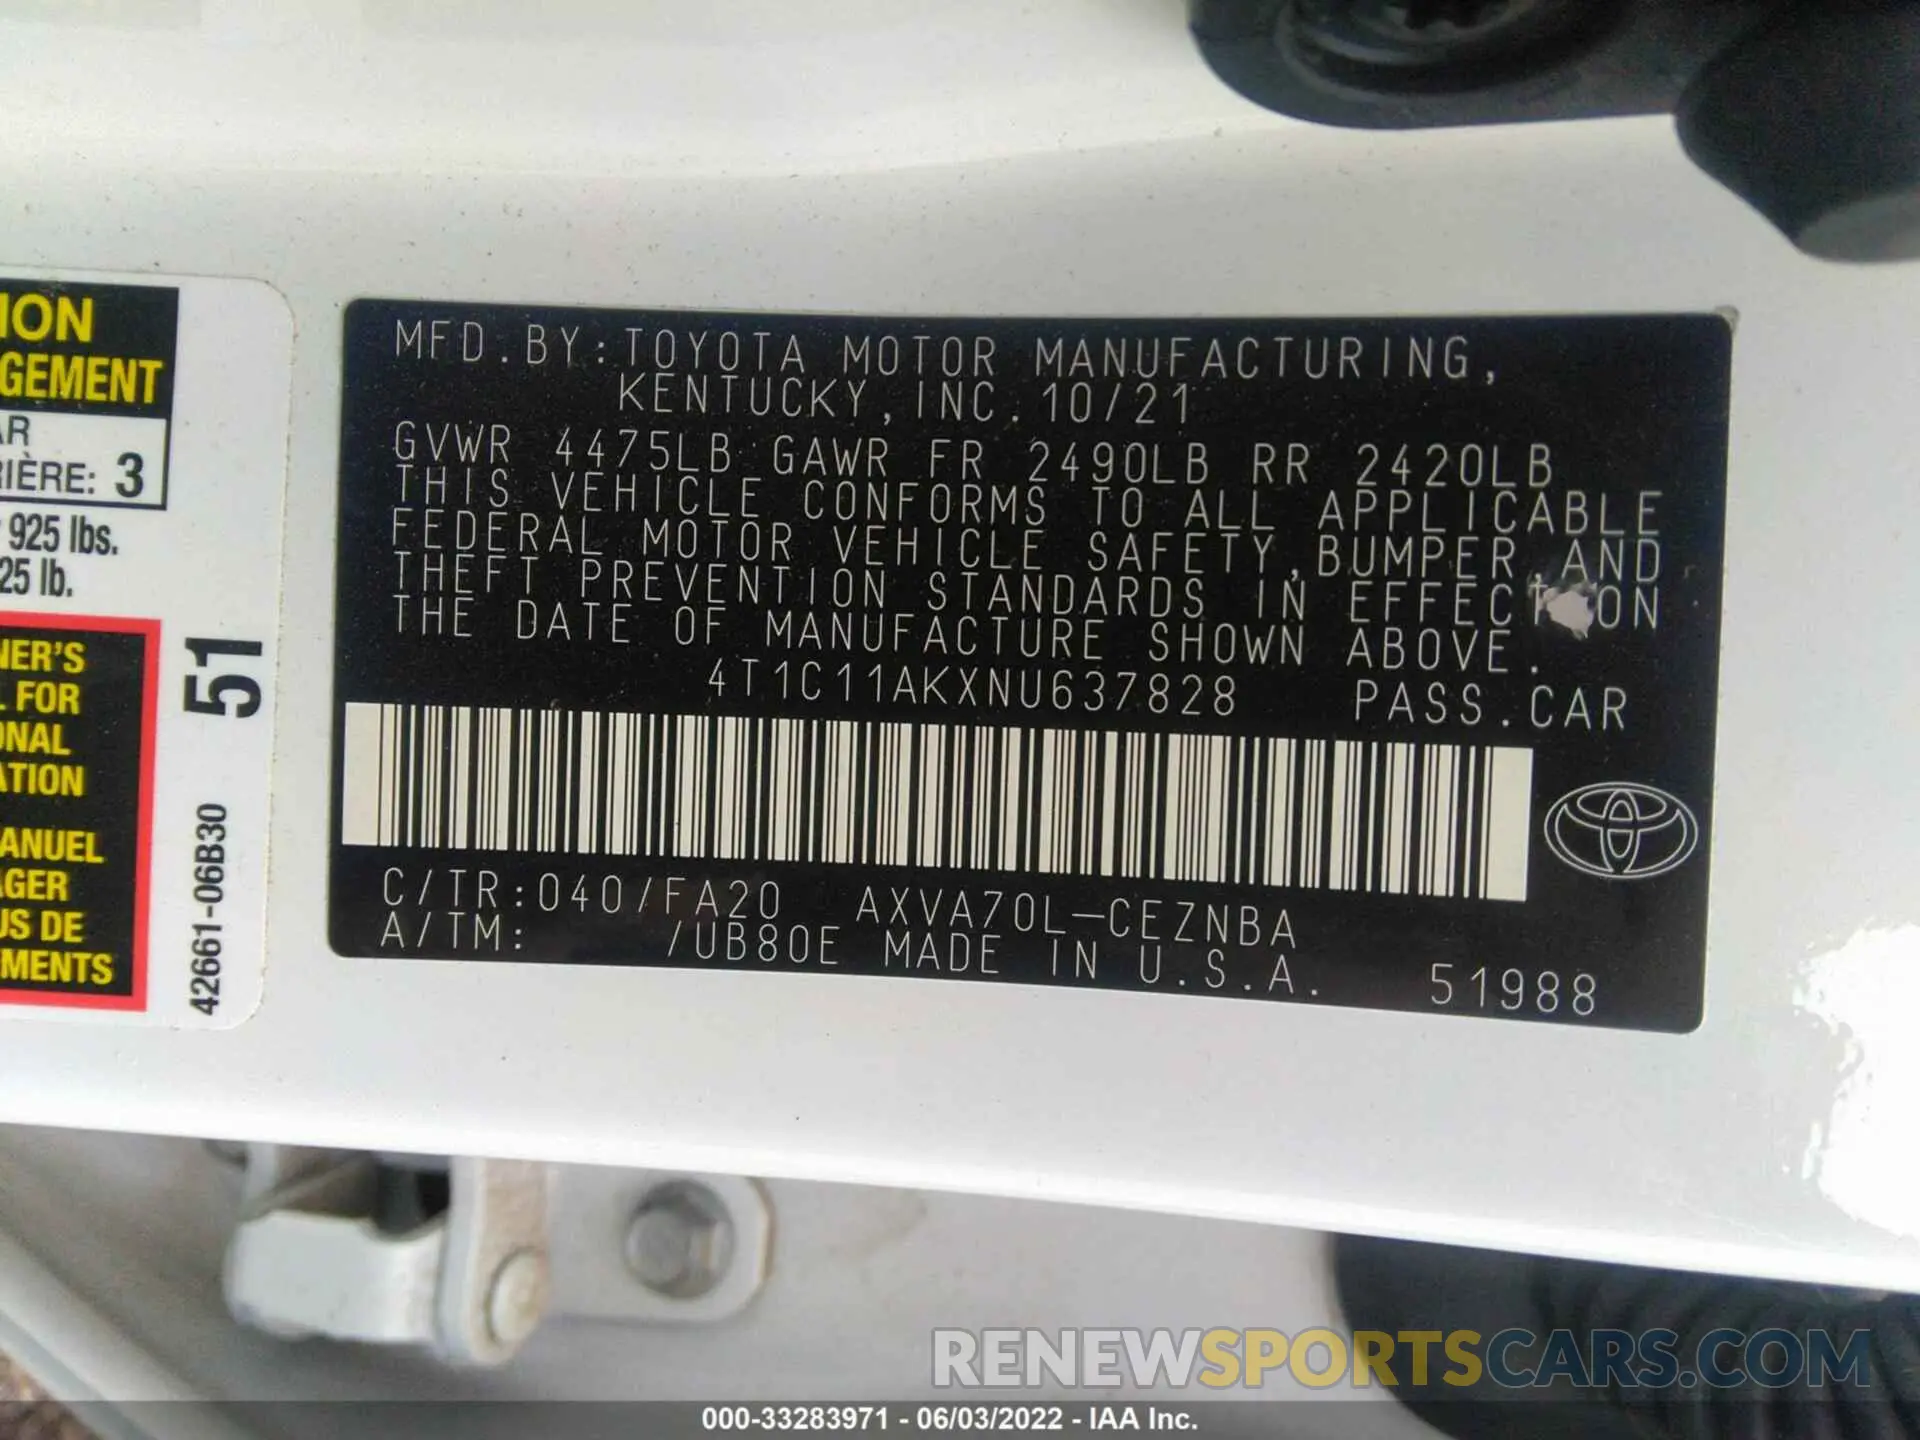 ION
GEMENT
AR
IÈRE: 3
925 lbs.
25 lb.
NER'S
L FOR
ONAL
ATION
ANUEL
AGER
US DE
MENTS
51
42661-06B30
MFD.BY:TOYOTA MOTOR MANUFACTURING,
KENTUCKY,INC.10/21
GVWR 4475LB GAWR FR 2490LB RR 2420LB
THIS VEHICLE CONFORMS TO ALL APPLICABLE
FEDERAL MOTOR VEHICLE SAFETY,BUMPER,AND
THEFT PREVENTION STANDARDS IN EFFECT ON
THE DATE OF MANUFACTURE SHOWN ABOVE.
4T1C11AKXNU637828 PASS.CAR
C/TR:040/FA20 AXVA70L-CEZNBA
A/TM: /UB80E MADE IN U.S.A. 51988
RENEWSPORTSCARS.COM
000-33283971 - 06/03/2022 - IAA Inc.